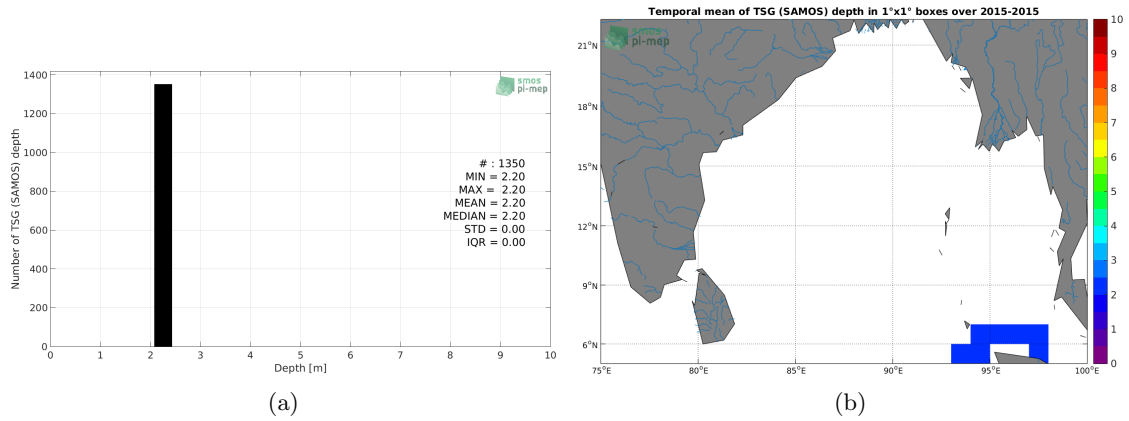 1400
1200
1000
800
600
400
200
0
Number of TSG (SAMOS) depth
smos
pi-mep
# : 1350
MIN = 2.20
MAX = 2.20
MEAN = 2.20
MEDIAN = 2.20
STD = 0.00
IQR = 0.00
0 1 2 3 4 5 6 7 8 9 10
Depth [m]
(a)
Temporal mean of TSG (SAMOS) depth in 1°x1° boxes over 2015-2015
smos
pi-mep
21°N
18°N
15°N
12°N
9°N
6°N
75°E 80°E 85°E 90°E 95°E 100°E
10
9
8
7
6
5
4
3
2
1
0
(b)